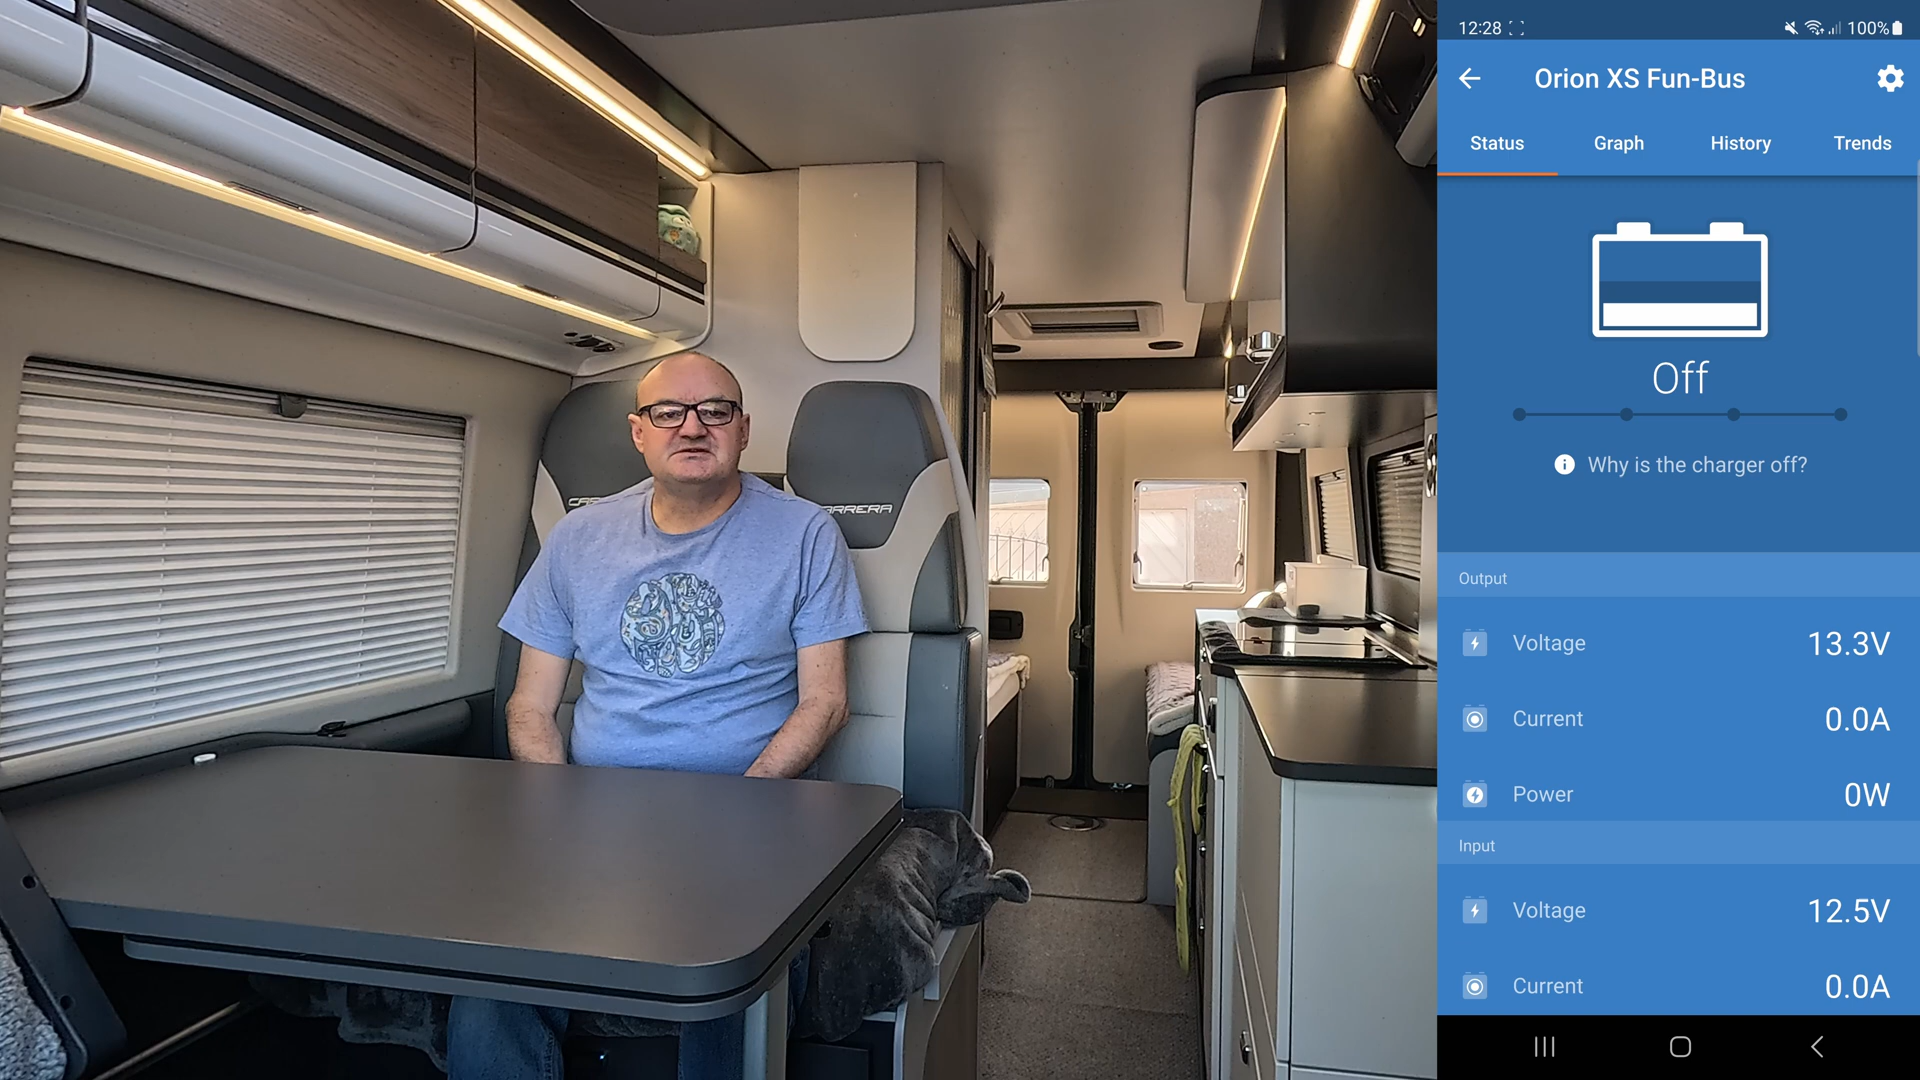 ARRERA
12:28
100%
Orion XS Fun-Bus
Status
Graph
History
Trends
Off
Why is the charger off?
Output
Voltage
13.3V
Current
0.0A
Power
0W
Input
Voltage
12.5V
Current
0.0A